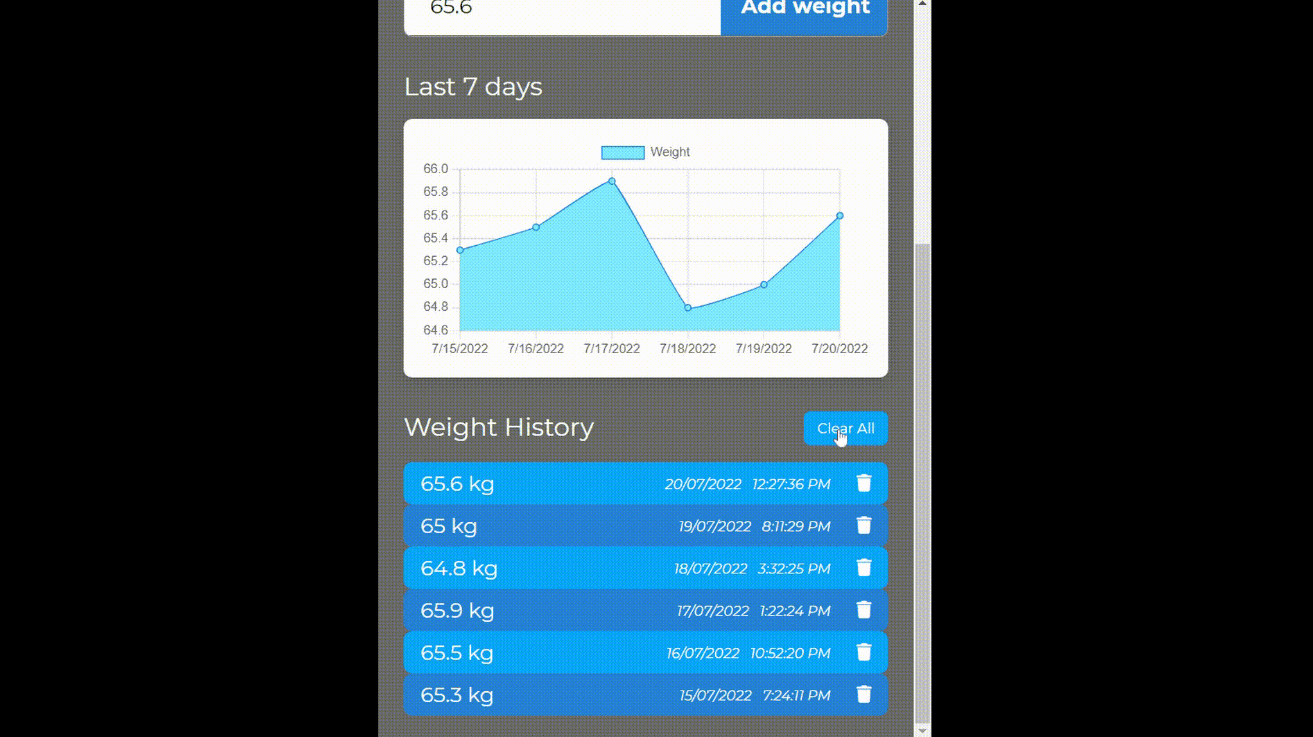 65.6 Add weight
Last 7 days
Weight
66.0
65.8
65.6
65.4
65.2
65.0
64.8
64.6
7/15/2022 7/16/2022 7/17/2022 7/18/2022 7/19/2022 7/20/2022
Weight History Clear All
65.6 kg 20/07/2022 12:27:36 PM
65 kg 19/07/2022 8:11:29 PM
64.8 kg 18/07/2022 3:32:25 PM
65.9 kg 17/07/2022 1:22:24 PM
65.5 kg 16/07/2022 10:52:20 PM
65.3 kg 15/07/2022 7:24:11 PM